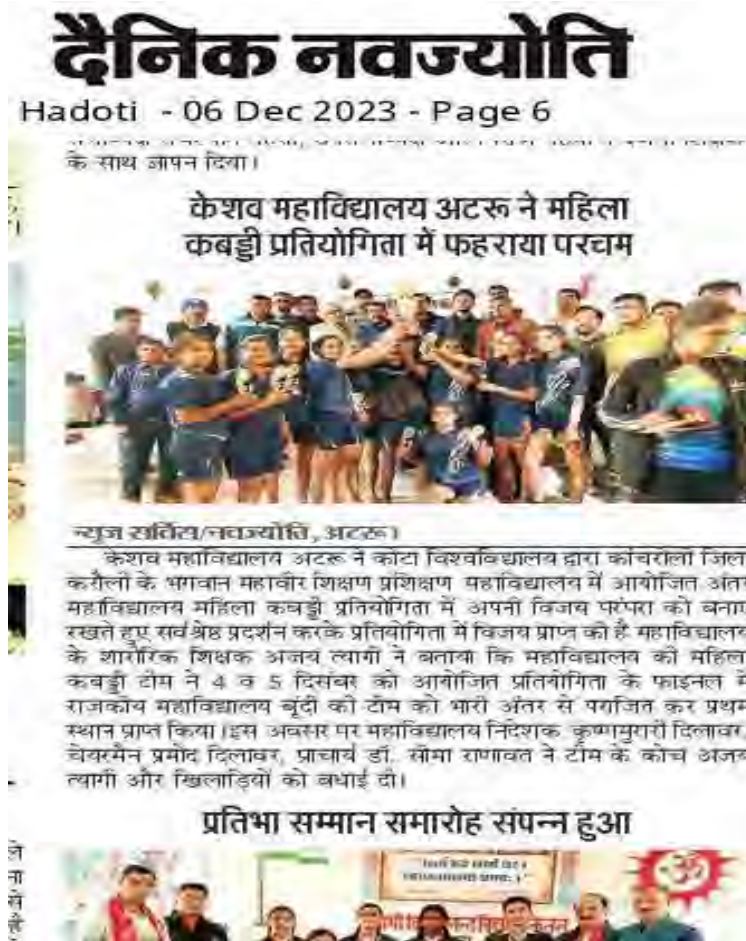 दैनिक नवज्योति
Hadoti - 06 Dec 2023 - Page 6
के साथ ज्ञापन दिया।
केशव महाविद्यालय अटरू ने महिला
कबड्डी प्रतियोगिता में फहराया परचम
न्यूज सर्विस/नवज्योति, अटरू।
केशव महाविद्यालय अटरू ने कोटा विश्वविद्यालय द्वारा कांचरोली जिला
करौली के भगवान महावीर शिक्षण प्रशिक्षण महाविद्यालय में आयोजित अंतर
महाविद्यालय महिला कबड्डी प्रतियोगिता में अपनी विजय परंपरा को बनाए
रखते हुए सर्वश्रेष्ठ प्रदर्शन करके प्रतियोगिता में विजय प्राप्त की है महाविद्यालय
के शारीरिक शिक्षक अजय त्यागी ने बताया कि महाविद्यालय की महिला
कबड्डी टीम ने 4 व 5 दिसंबर को आयोजित प्रतियोगिता के फाइनल में
राजकीय महाविद्यालय बूंदी की टीम को भारी अंतर से पराजित कर प्रथम
स्थान प्राप्त किया।इस अवसर पर महाविद्यालय निदेशक कृष्णमुरारी दिलावर,
चेयरमैन प्रमोद दिलावर, प्राचार्य डॉ. सीमा राणावत ने टीम के कोच अजय
त्यागी और खिलाड़ियों को बधाई दी।
प्रतिभा सम्मान समारोह संपन्न हुआ
ॐ